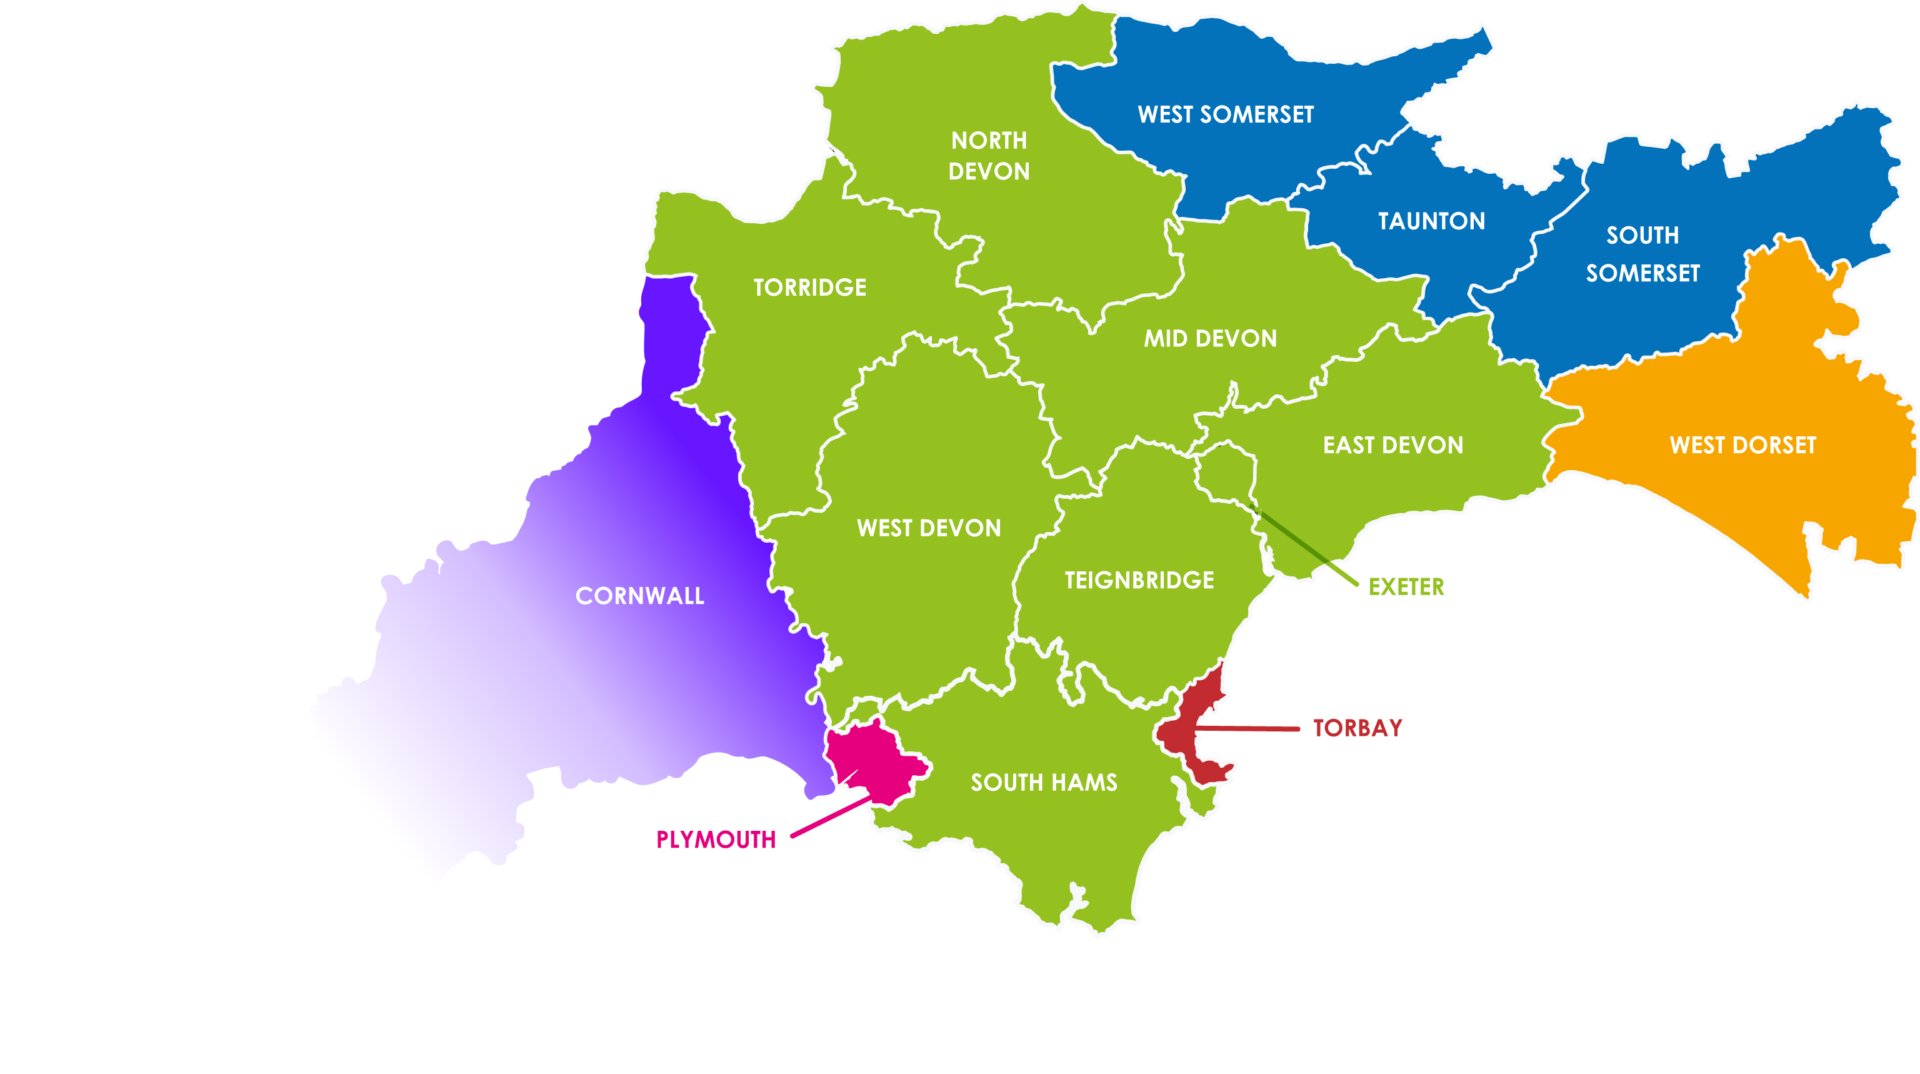 WEST SOMERSET
NORTH
DEVON
TAUNTON
SOUTH
SOMERSET
TORRIDGE
MID DEVON
EAST DEVON
WEST DORSET
WEST DEVON
TEIGNBRIDGE
EXETER
CORNWALL
TORBAY
SOUTH HAMS
PLYMOUTH